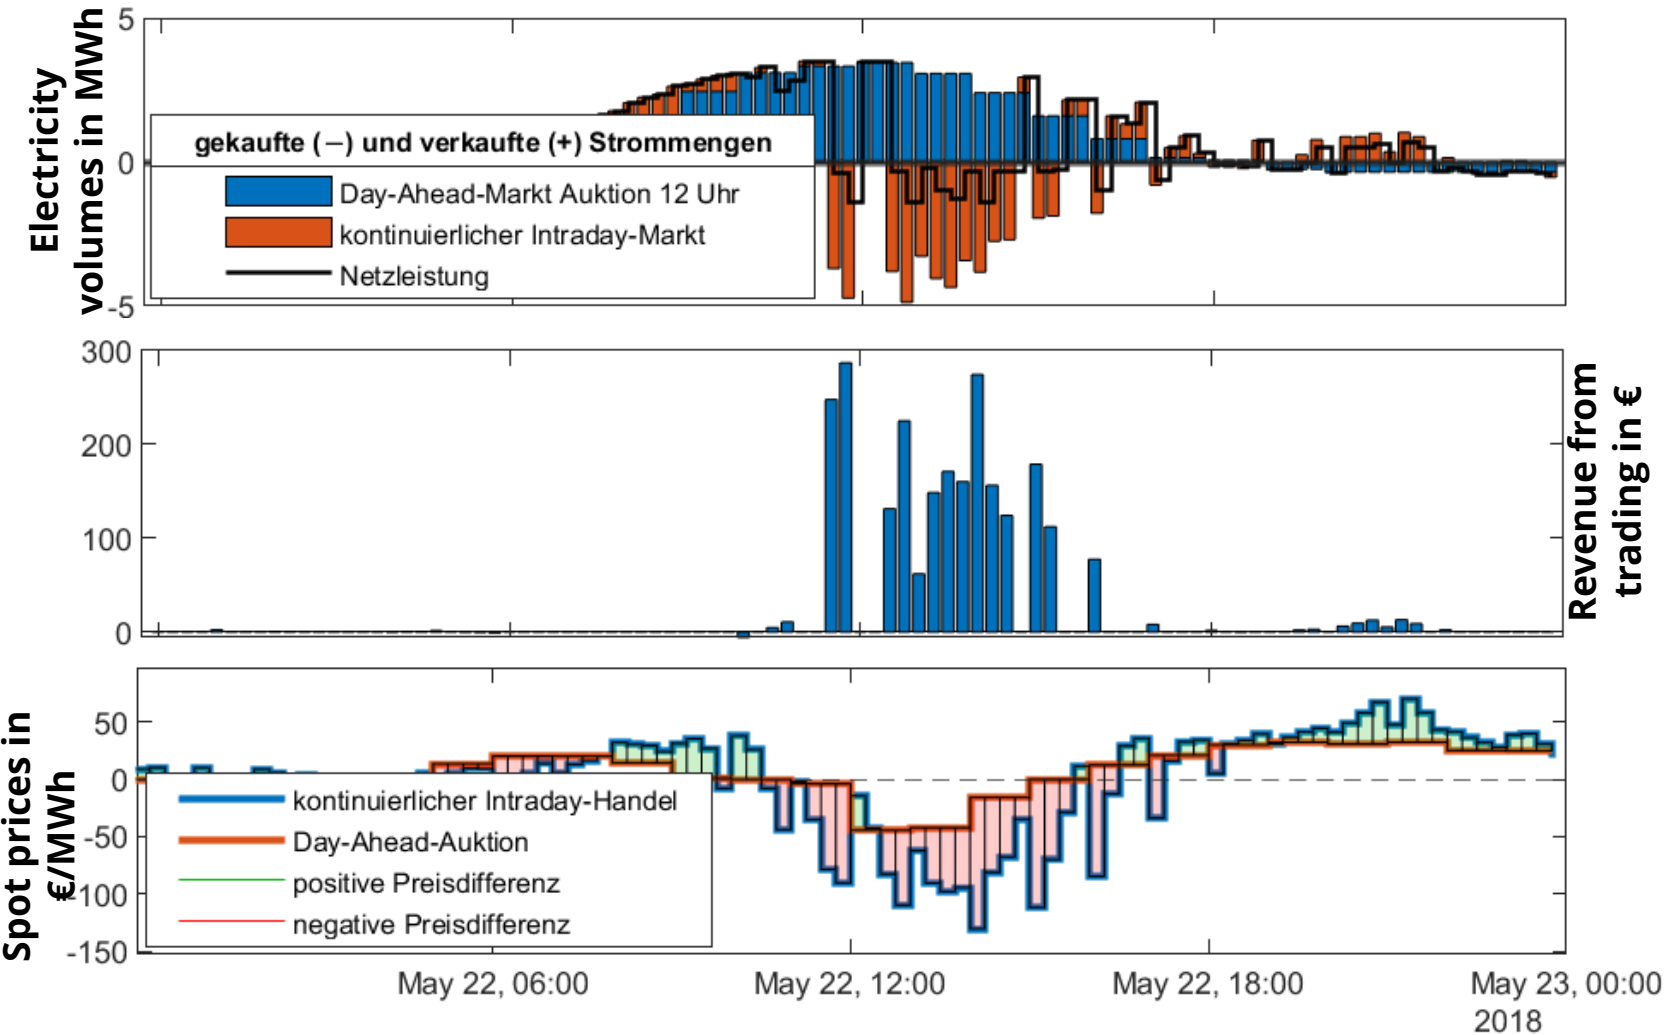 Electricity
volumes in MWh
5
0
-5
gekaufte (−) und verkaufte (+) Strommengen
Day-Ahead-Markt Auktion 12 Uhr
kontinuierlicher Intraday-Markt
Netzleistung
300
200
100
0
Revenue from
trading in €
Spot prices in
€/MWh
50
0
-50
-100
-150
kontinuierlicher Intraday-Handel
Day-Ahead-Auktion
positive Preisdifferenz
negative Preisdifferenz
May 22, 06:00
May 22, 12:00
May 22, 18:00
May 23, 00:00
2018